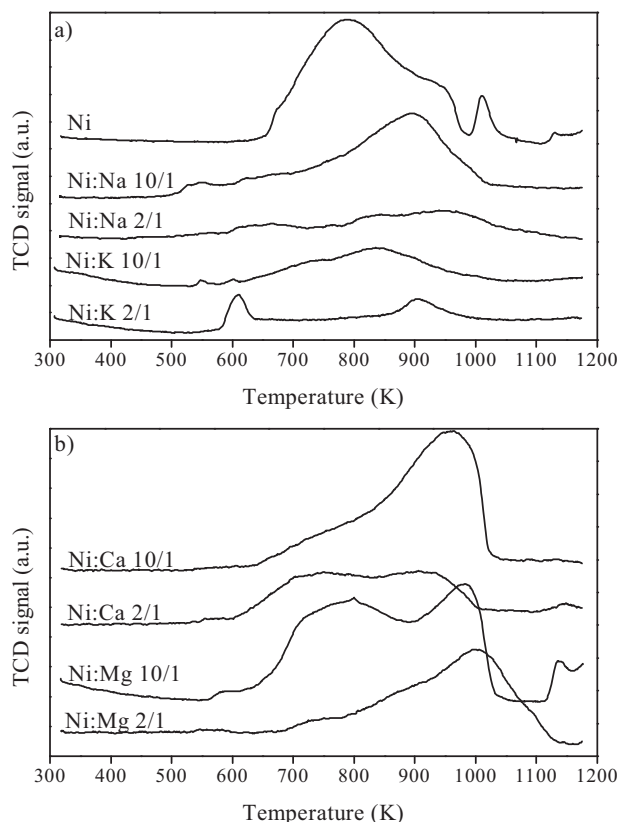 a)
Ni
Ni:Na 10/1
Ni:Na 2/1
Ni:K 10/1
Ni:K 2/1
TCD signal (a.u.)
300 400 500 600 700 800 900 1000 1100 1200
Temperature (K)
b)
Ni:Ca 10/1
Ni:Ca 2/1
Ni:Mg 10/1
Ni:Mg 2/1
TCD signal (a.u.)
300 400 500 600 700 800 900 1000 1100 1200
Temperature (K)